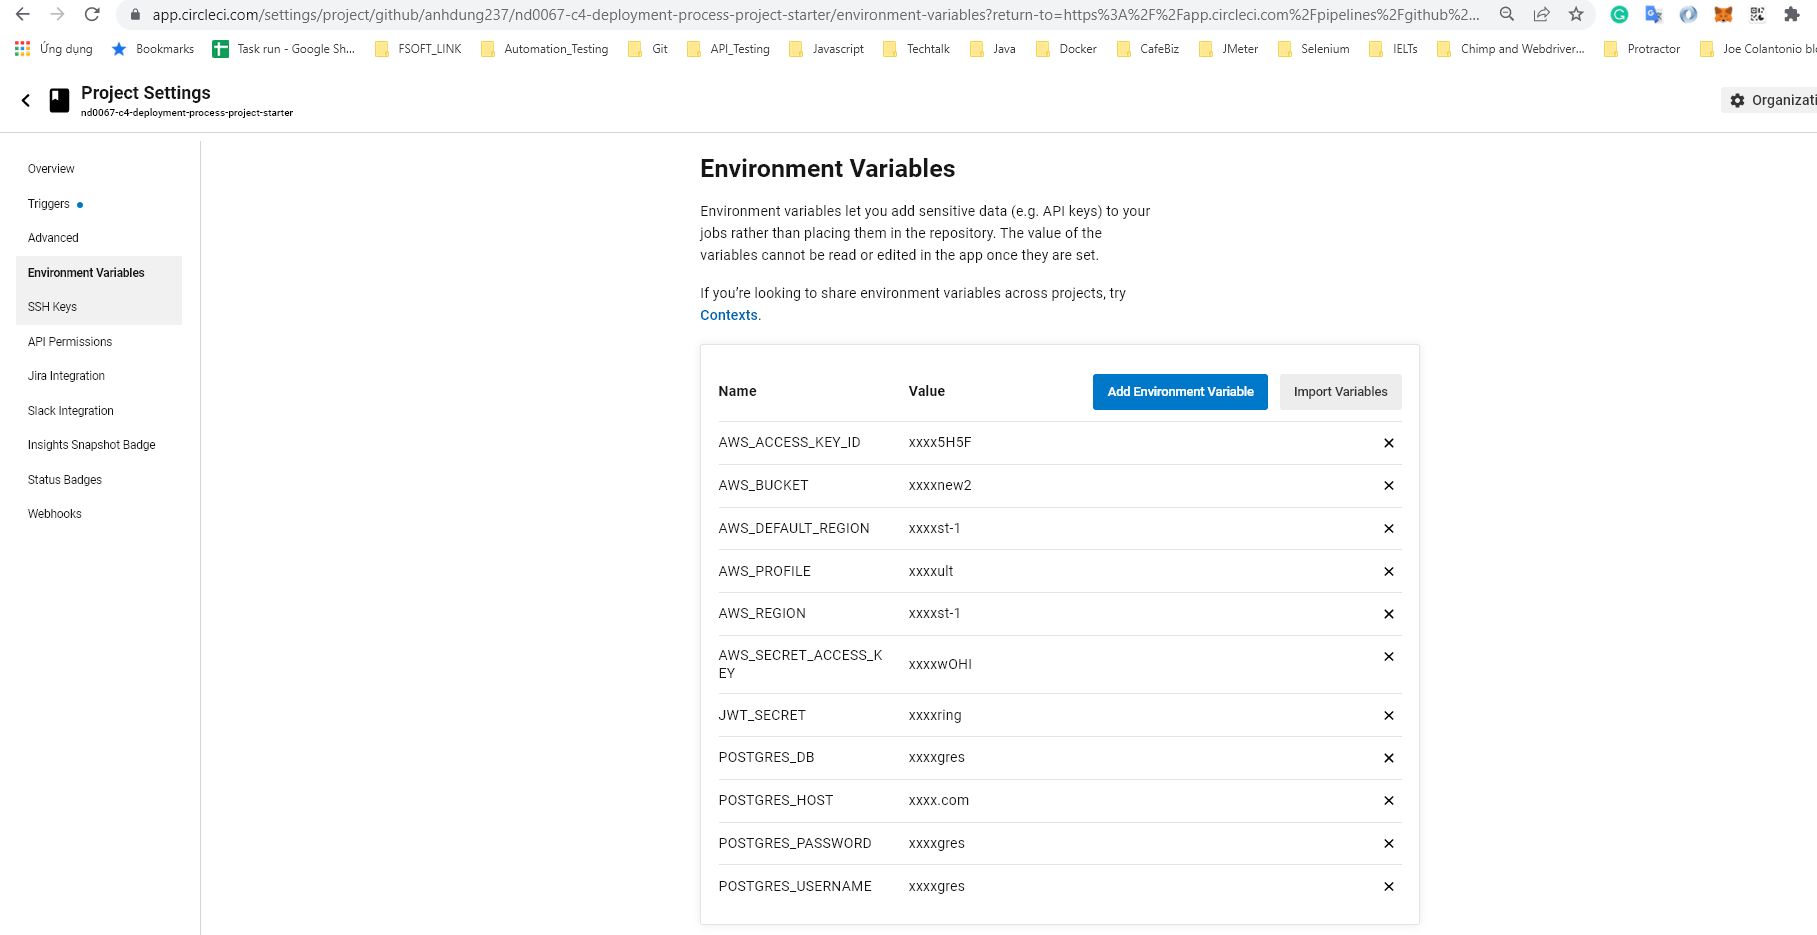 app.circleci.com/settings/project/github/anhdung237/nd0067-c4-deployment-process-project-starter/environment-variables?return-to=https%3A%2F%2Fapp.circleci.com%2Fpipelines%2Fgithub%2...
Ứng dụng Bookmarks Task run - Google Sh... FSOFT_LINK Automation_Testing Git API_Testing Javascript Techtalk Java Docker CafeBiz JMeter Selenium IELTs Chimp and Webdriver... Protractor Joe Colantonio bl
Project Settings
nd0067-c4-deployment-process-project-starter
Organizati
Overview
Triggers
Advanced
Environment Variables
SSH Keys
API Permissions
Jira Integration
Slack Integration
Insights Snapshot Badge
Status Badges
Webhooks
Environment Variables
Environment variables let you add sensitive data (e.g. API keys) to your
jobs rather than placing them in the repository. The value of the
variables cannot be read or edited in the app once they are set.
If you’re looking to share environment variables across projects, try
Contexts.
Name Value Add Environment Variable Import Variables
AWS_ACCESS_KEY_ID xxxx5H5F
AWS_BUCKET xxxxnew2
AWS_DEFAULT_REGION xxxxst-1
AWS_PROFILE xxxxult
AWS_REGION xxxxst-1
AWS_SECRET_ACCESS_K
EY xxxxwOHI
JWT_SECRET xxxxring
POSTGRES_DB xxxxgres
POSTGRES_HOST xxxx.com
POSTGRES_PASSWORD xxxxgres
POSTGRES_USERNAME xxxxgres